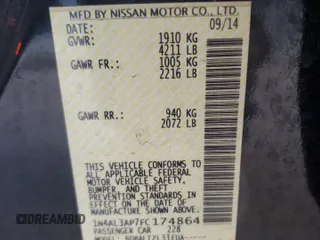 MFD BY NISSAN MOTOR CO., LTD.
DATE: 09/14
GVWR: 1910 KG
4211 LB
GAWR FR: 1005 KG
2216 LB
GAWR RR: 940 KG
2072 LB
THIS VEHICLE CONFORMS TO ALL
APPLICABLE FEDERAL MOTOR
VEHICLE SAFETY,
BUMPER, AND THEFT
PREVENTION STANDARDS
IN EFFECT ON THE DATE OF
MANUFACTURE SHOWN ABOVE.
1N4AL3AP7FC174864
PASSENGER CAR 228
© Dreambid.com